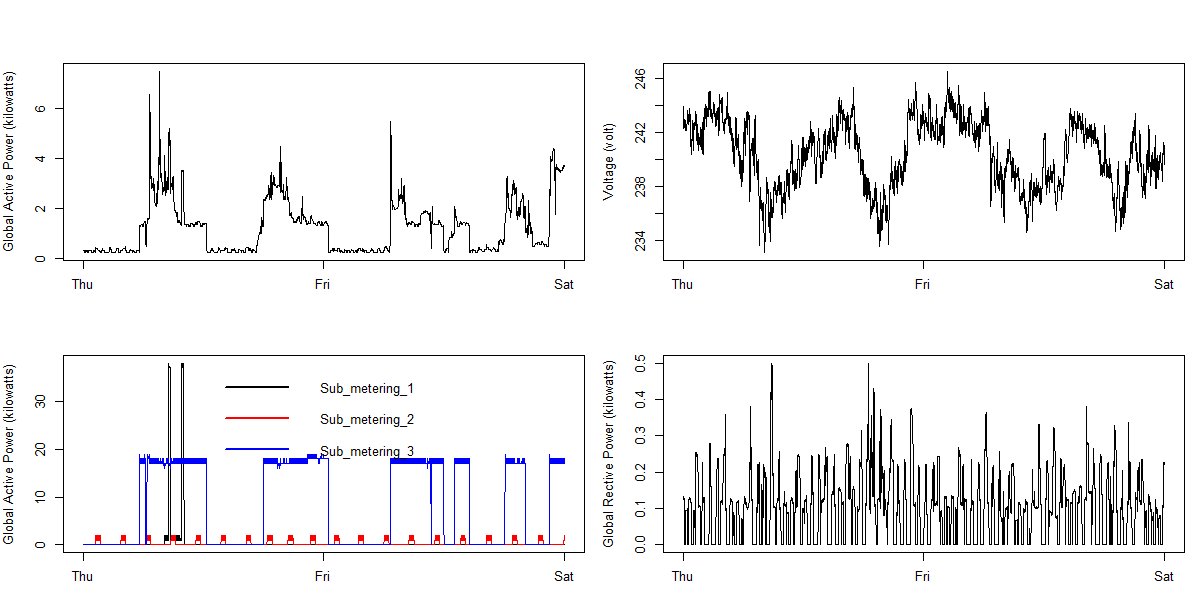 Global Active Power (kilowatts)
0 2 4 6
Thu Fri Sat
Voltage (volt)
234 238 242 246
Thu Fri Sat
Global Active Power (kilowatts)
0 10 20 30
Sub_metering_1
Sub_metering_2
Sub_metering_3
Thu Fri Sat
Global Rective Power (kilowatts)
0.0 0.1 0.2 0.3 0.4 0.5
Thu Fri Sat